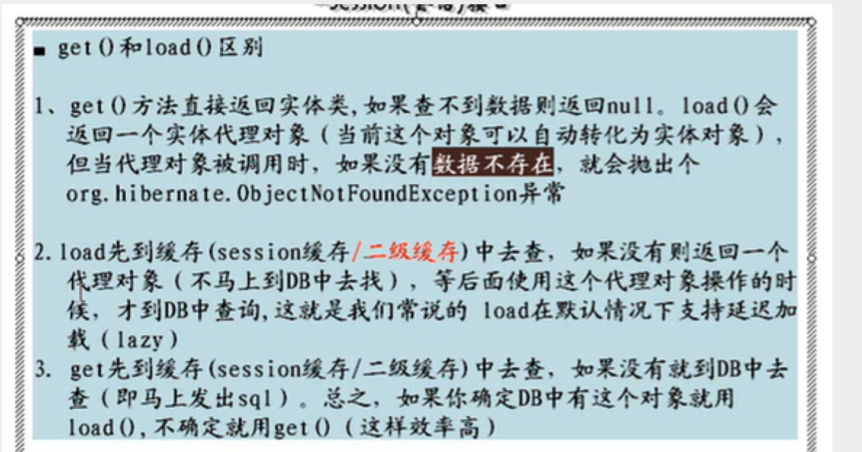 ■ get()和load()区别
1、get()方法直接返回实体类,如果查不到数据则返回null。load()会
返回一个实体代理对象（当前这个对象可以自动转化为实体对象）,
但当代理对象被调用时，如果没有数据不存在，就会抛出个
org.hibernate.ObjectNotFoundException异常
2.load先到缓存(session缓存/二级缓存)中去查，如果没有则返回一个
代理对象（不马上到DB中去找），等后面使用这个代理对象操作的时
候，才到DB中查询,这就是我们常说的 load在默认情况下支持延迟加
载（lazy）
3. get先到缓存(session缓存/二级缓存)中去查，如果没有就到DB中去
查（即马上发出sql）。总之，如果你确定DB中有这个对象就用
load(),不确定就用get()（这样效率高）